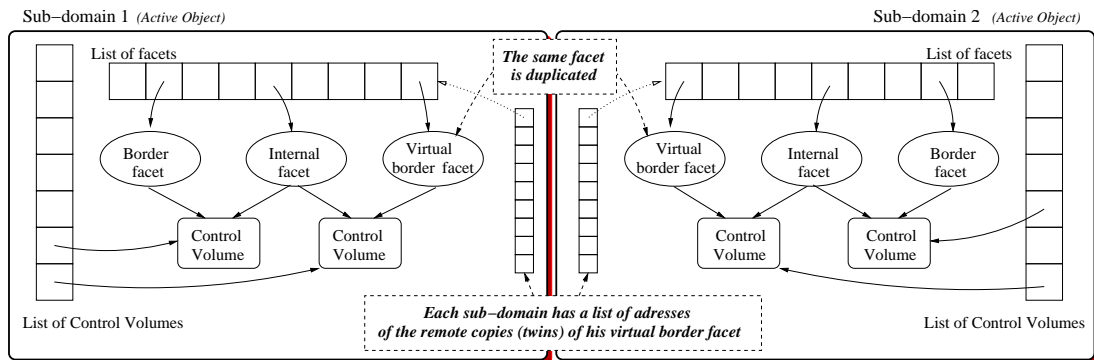 Sub−domain 1 (Active Object)
Sub−domain 2 (Active Object)
List of facets
The same facet
is duplicated
List of facets
Border
facet
Internal
facet
Virtual
border facet
Virtual
border facet
Internal
facet
Border
facet
Control
Volume
Control
Volume
Control
Volume
Control
Volume
Each sub−domain has a list of adresses
of the remote copies (twins) of his virtual border facet
List of Control Volumes
List of Control Volumes